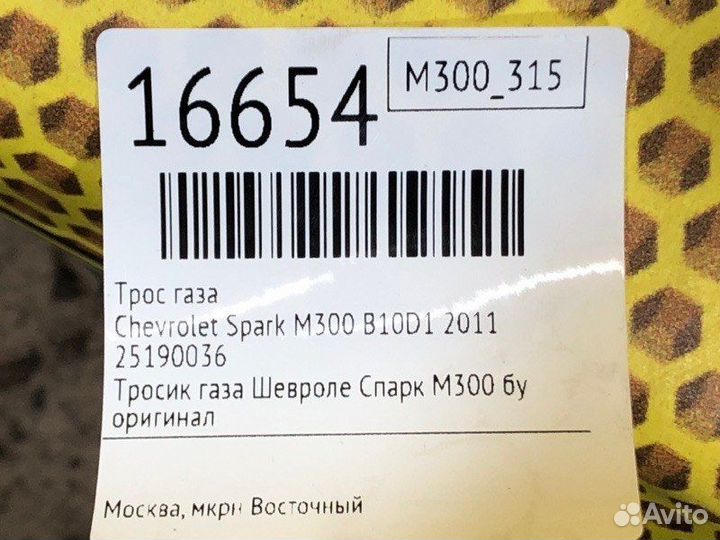 16654
M300_315
Трос газа
Chevrolet Spark M300 B10D1 2011
25190036
Тросик газа Шевроле Спарк М300 бу
оригинал
Москва, мкрн Восточный
Avito